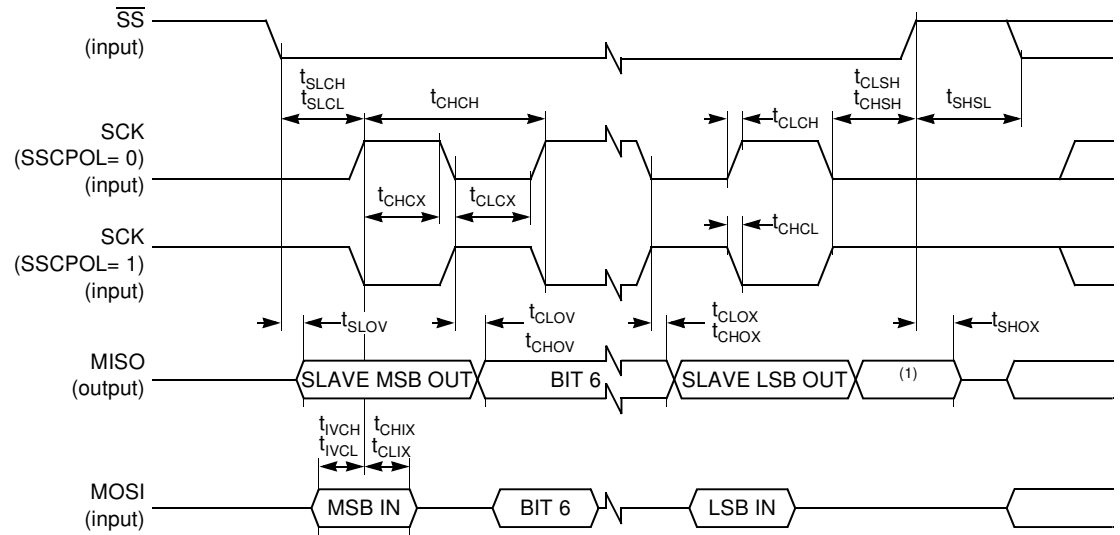 SS
(input)
tSLCH
tSLCL
tCHCH
tCLCH
tCLSH
tCHSH
tSHSL
SCK
(SSCPOL= 0)
(input)
tCHCX
tCLCX
tCHCL
SCK
(SSCPOL= 1)
(input)
tSLOV
tCLOV
tCHOV
tCLOX
tCHOX
tSHOX
MISO
(output)
SLAVE MSB OUT
BIT 6
SLAVE LSB OUT
(1)
tIVCH
tIVCL
tCHIX
tCLIX
MOSI
(input)
MSB IN
BIT 6
LSB IN